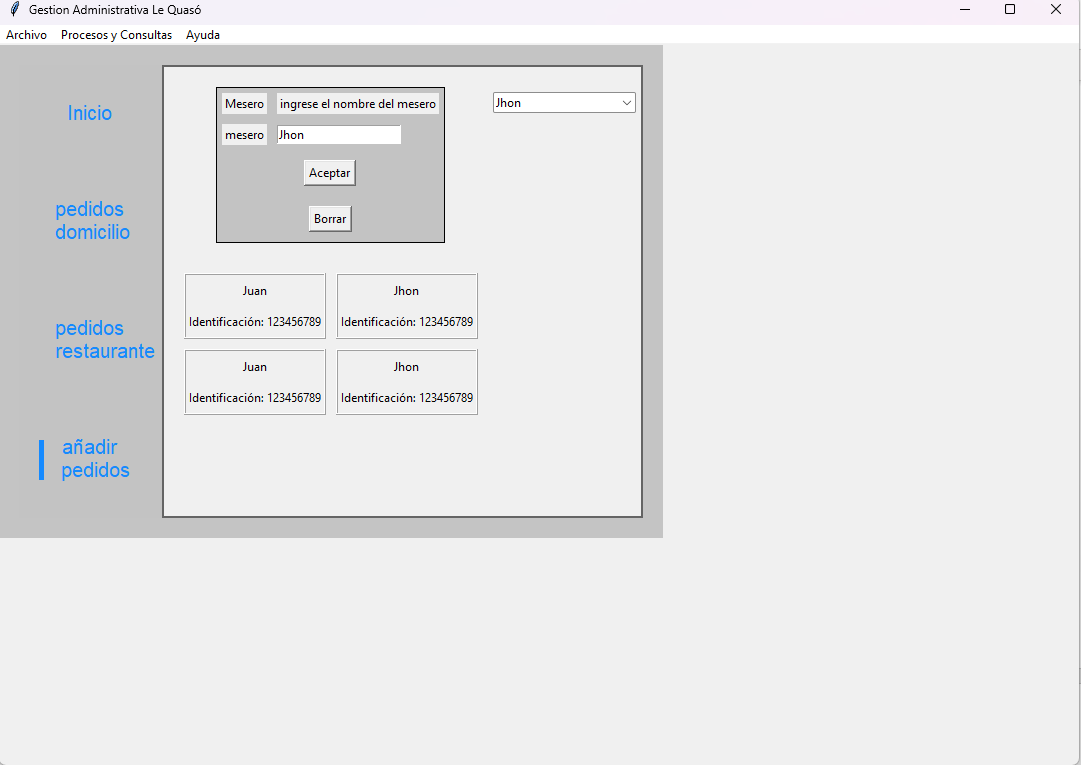 Gestion Administrativa Le Quasó
Archivo Procesos y Consultas Ayuda
Inicio
pedidos
domicilio
pedidos
restaurante
añadir
pedidos
Mesero ingrese el nombre del mesero
mesero Jhon
Aceptar
Borrar
Jhon
Juan
Identificación: 123456789
Jhon
Identificación: 123456789
Juan
Identificación: 123456789
Jhon
Identificación: 123456789